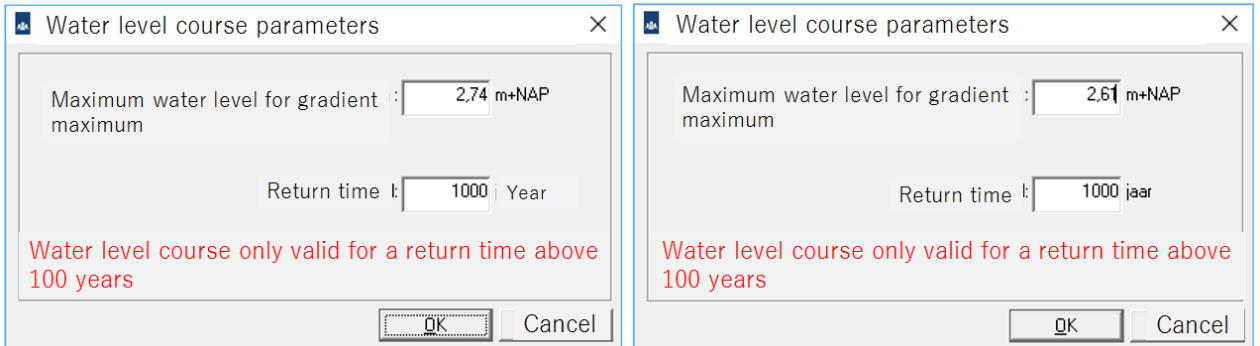 Water level course parameters
Maximum water level for gradient : 2,74 m+NAP
maximum
Return time : 1000 Year
Water level course only valid for a return time above
100 years
OK Cancel
Water level course parameters
Maximum water level for gradient : 2,61 m+NAP
maximum
Return time : 1000 jaar
Water level course only valid for a return time above
100 years
OK Cancel